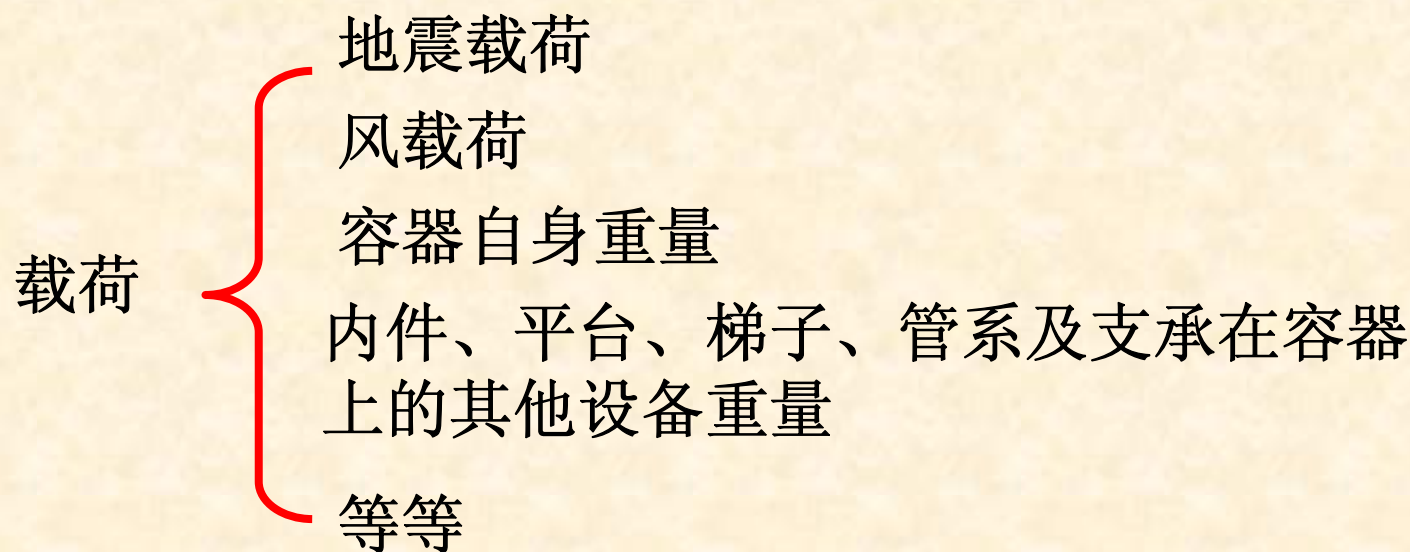 地震载荷
风载荷
容器自身重量
载荷
内件、平台、梯子、管系及支承在容器
上的其他设备重量
等等